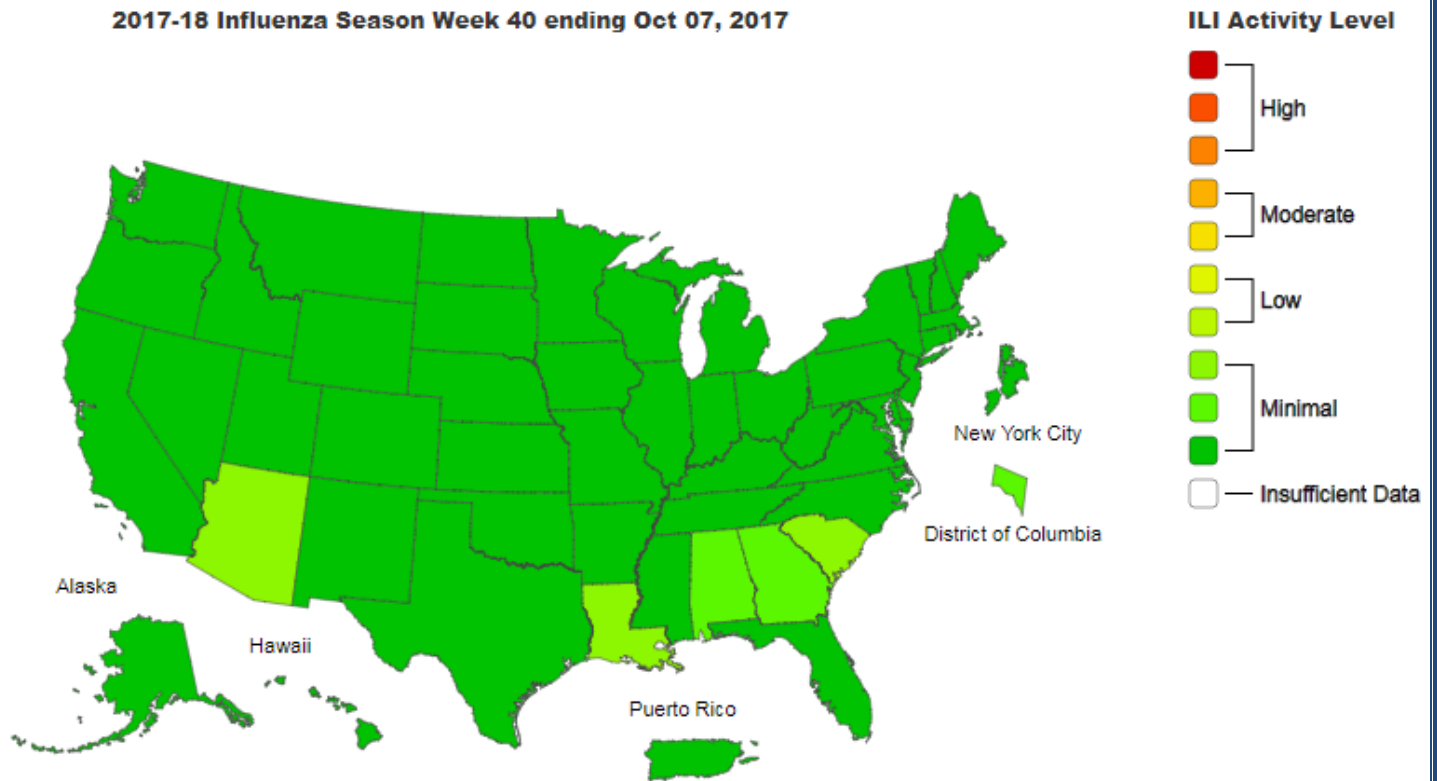 2017-18 Influenza Season Week 40 ending Oct 07, 2017
ILI Activity Level
High
Moderate
Low
Minimal
Insufficient Data
New York City
District of Columbia
Alaska
Hawaii
Puerto Rico